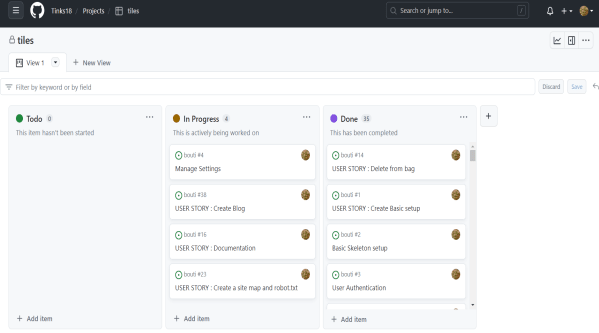 Tinks18 / Projects / tiles
Search or jump to... /
tiles
View 1
+ New View
Filter by keyword or by field
Discard
Save
Todo 0
This item hasn't been started
+ Add item
In Progress 4
This is actively being worked on
bouti #4
Manage Settings
bouti #38
USER STORY : Create Blog
bouti #16
USER STORY : Documentation
bouti #23
USER STORY : Create a site map and robot.txt
+ Add item
Done 35
This has been completed
bouti #14
USER STORY : Delete from bag
bouti #1
USER STORY : Create Basic setup
bouti #2
Basic Skeleton setup
bouti #3
User Authentication
+ Add item